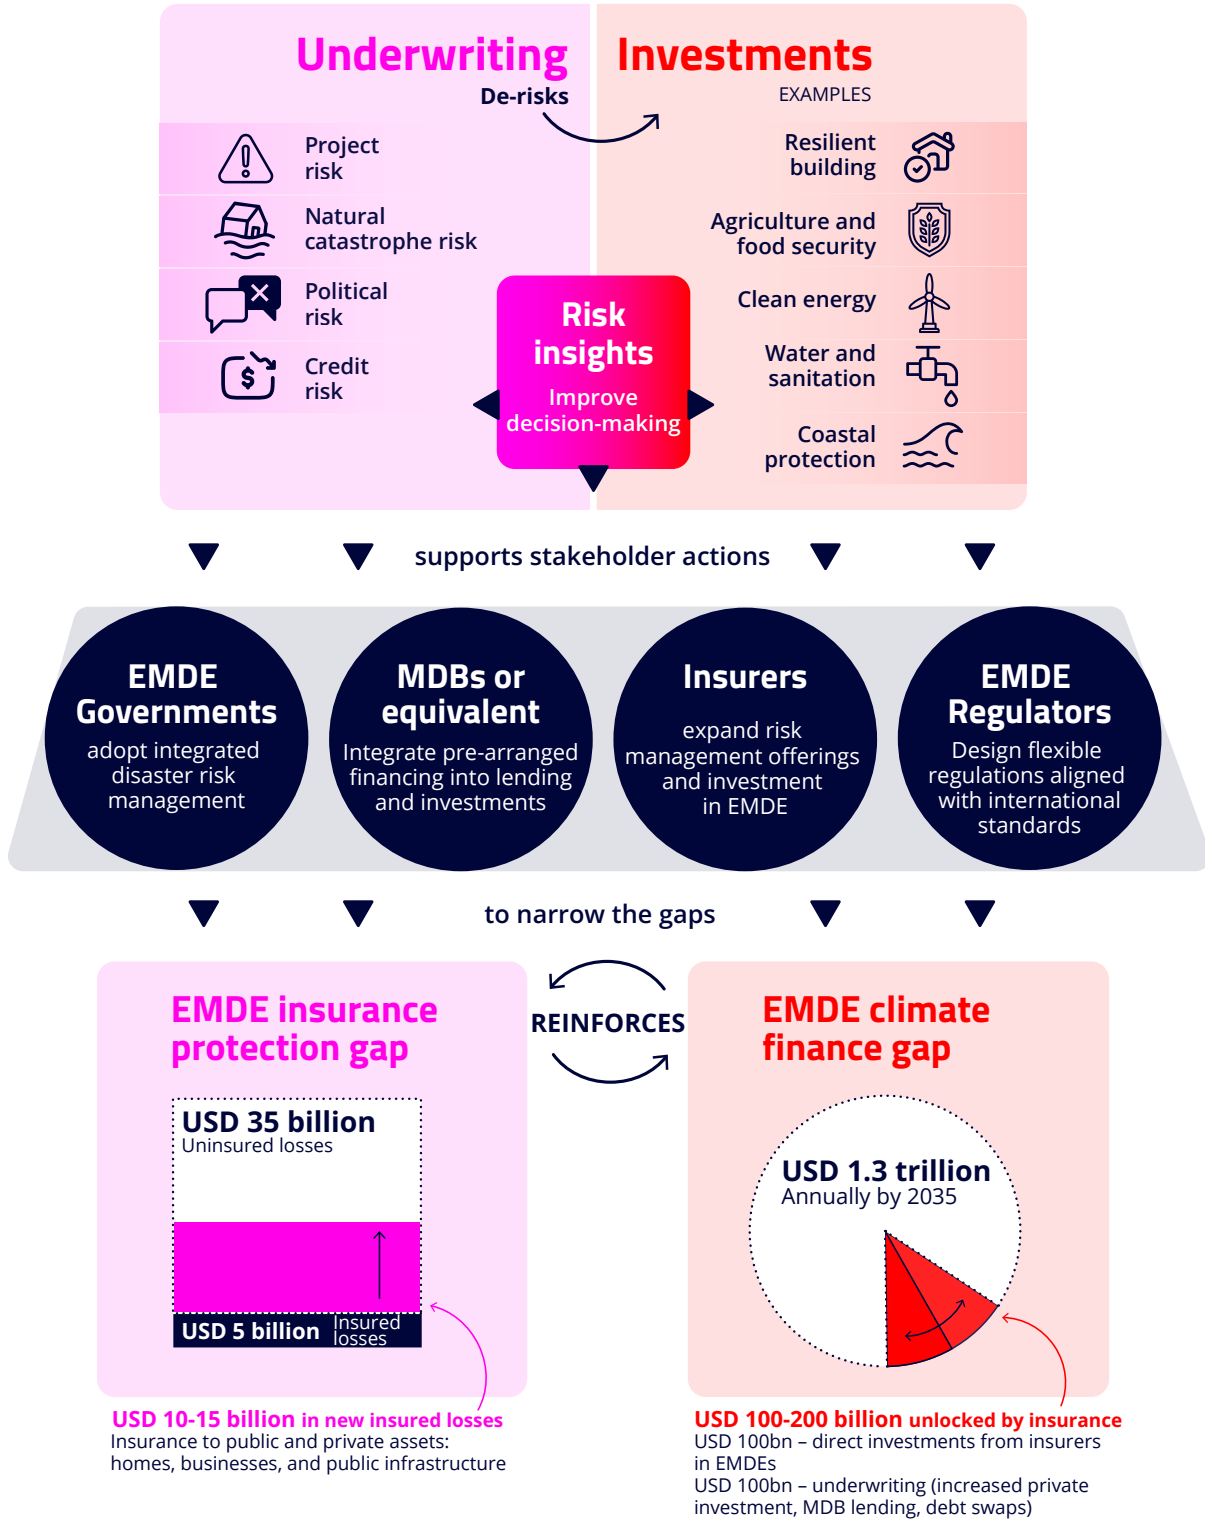 Underwriting
De-risks
Project
risk
Natural
catastrophe risk
Political
risk
Credit
risk
Investments
EXAMPLES
Resilient
building
Agriculture and
food security
Clean energy
Water and
sanitation
Coastal
protection
Risk
insights
Improve
decision-making
supports stakeholder actions
EMDE
Governments
adopt integrated
disaster risk
management
MDBs or
equivalent
Integrate pre-arranged
financing into lending
and investments
Insurers
expand risk
management offerings
and investment
in EMDE
EMDE
Regulators
Design flexible
regulations aligned
with international
standards
to narrow the gaps
EMDE insurance
protection gap
USD 35 billion
Uninsured losses
USD 5 billion
Insured
losses
USD 10-15 billion in new insured losses
Insurance to public and private assets:
homes, businesses, and public infrastructure
REINFORCES
EMDE climate
finance gap
USD 1.3 trillion
Annually by 2035
USD 100-200 billion unlocked by insurance
USD 100bn – direct investments from insurers
in EMDEs
USD 100bn – underwriting (increased private
investment, MDB lending, debt swaps)